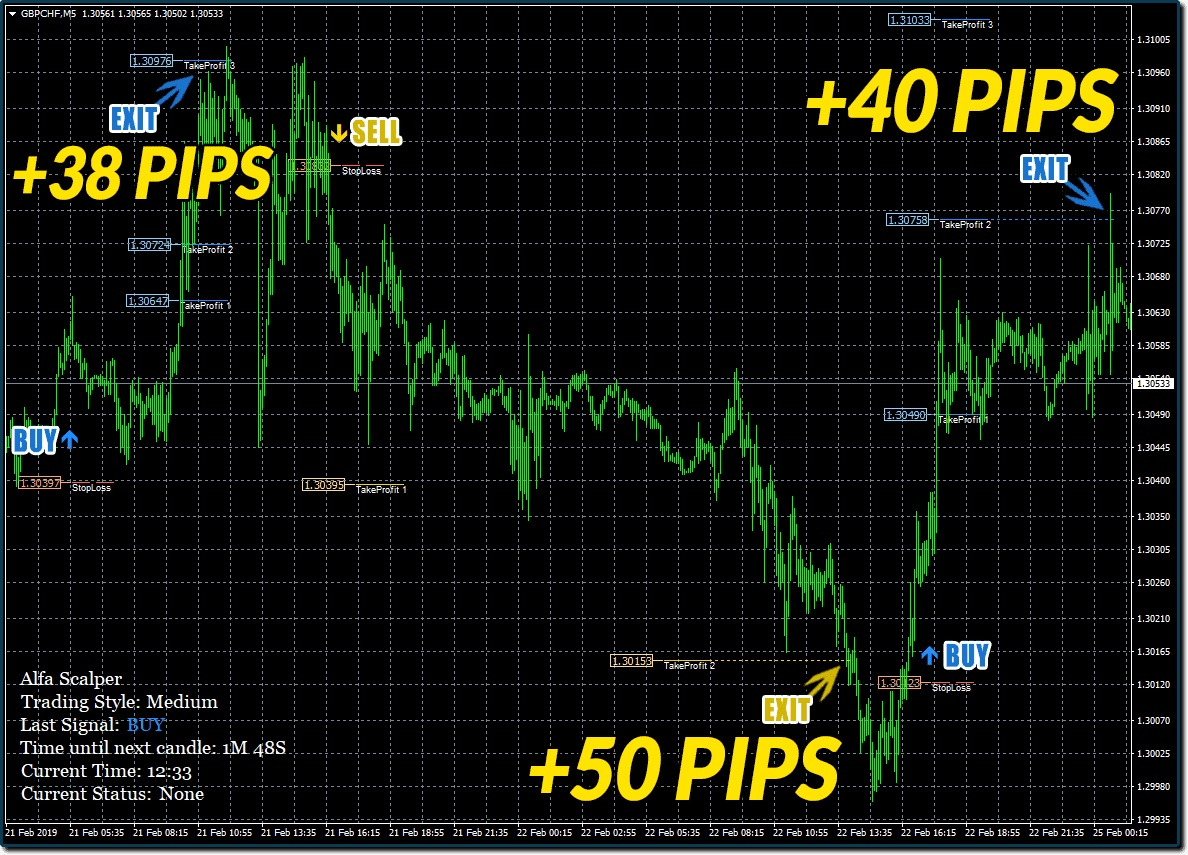 GBPCHF,M5 1.30561 1.30565 1.30502 1.30533
1.31033 TakeProfit 3
1.31005
1.30976 TakeProfit 3
1.30960
+40 PIPS
1.30910
EXIT
SELL
1.30865
+38 PIPS
StopLoss
EXIT
1.30820
1.30770
1.30758 TakeProfit 2
1.30724 TakeProfit 2
1.30725
1.30680
1.30647 TakeProfit 1
1.30630
1.30585
1.30540
1.30533
1.30490 TakeProfit 1
1.30490
BUY
1.30445
1.30397 StopLoss
1.30395 TakeProfit 1
1.30400
1.30350
1.30305
1.30260
1.30210
1.30165
1.30153 TakeProfit 2
BUY
StopLoss
1.30120
EXIT
1.30070
+50 PIPS
1.30025
1.29980
1.29935
Alfa Scalper
Trading Style: Medium
Last Signal: BUY
Time until next candle: 1M 48S
Current Time: 12:33
Current Status: None
21 Feb 2019 21 Feb 05:35 21 Feb 08:15 21 Feb 10:55 21 Feb 13:35 21 Feb 16:15 21 Feb 18:55 21 Feb 21:35 22 Feb 00:15 22 Feb 02:55 22 Feb 05:35 22 Feb 08:15 22 Feb 10:55 22 Feb 13:35 22 Feb 16:15 22 Feb 18:55 22 Feb 21:35 25 Feb 00:15